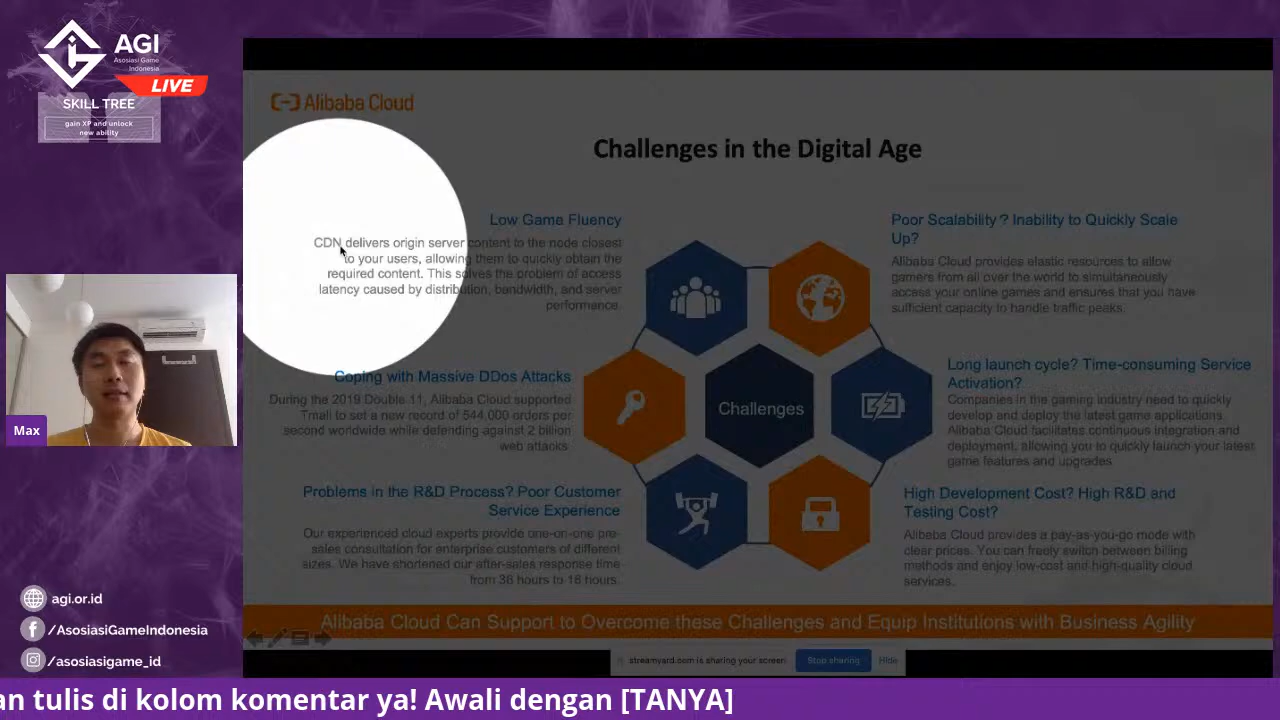 AGI
Asosiasi Game
Indonesia
LIVE
SKILL TREE
gain XP and unlock
new ability
Alibaba Cloud
Challenges in the Digital Age
Low Game Fluency
CDN delivers origin server content to the node closest
to your users, allowing them to quickly obtain the
required content. This solves the problem of access
latency caused by distribution, bandwidth, and server
performance.
Poor Scalability? Inability to Quickly Scale
Up?
Alibaba Cloud provides elastic resources to allow
gamers from all over the world to simultaneously
access your online games and ensures that you have
sufficient capacity to handle traffic peaks.
Coping with Massive DDos Attacks
During the 2019 Double 11, Alibaba Cloud supported
Tmall to set a new record of 544,000 orders per
second worldwide while defending against 2 billion
web attacks.
Challenges
Long launch cycle? Time-consuming Service
Activation?
Companies in the gaming industry need to quickly
develop and deploy the latest game applications.
Alibaba Cloud facilitates continuous integration and
deployment, allowing you to quickly launch your latest
game features and upgrades
Problems in the R&D Process? Poor Customer
Service Experience
Our experienced cloud experts provide one-on-one pre-
sales consultation for enterprise customers of different
sizes. We have shortened our after-sales response time
from 36 hours to 18 hours.
High Development Cost? High R&D and
Testing Cost?
Alibaba Cloud provides a pay-as-you-go mode with
clear prices. You can freely switch between billing
methods and enjoy low-cost and high-quality cloud
services.
Alibaba Cloud Can Support to Overcome these Challenges and Equip Institutions with Business Agility
Max
agi.or.id
/AsosiasiGameIndonesia
/asosiasigame_id
streamyard.com is sharing your screen.
Stop sharing
Hide
an tulis di kolom komentar ya! Awali dengan [TANYA]